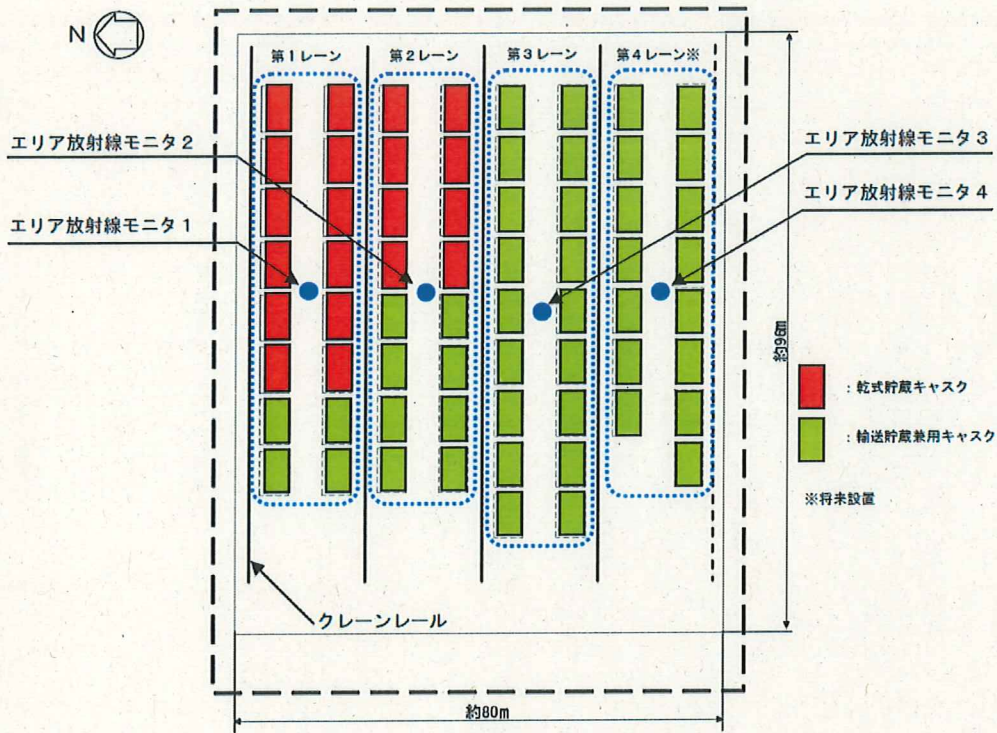 N
第1レーン
第2レーン
第3レーン
第4レーン※
エリア放射線モニタ2
エリア放射線モニタ3
エリア放射線モニタ1
エリア放射線モニタ4
約96m
:乾式貯蔵キャスク
:輸送貯蔵兼用キャスク
※将来設置
クレーンレール
約80m